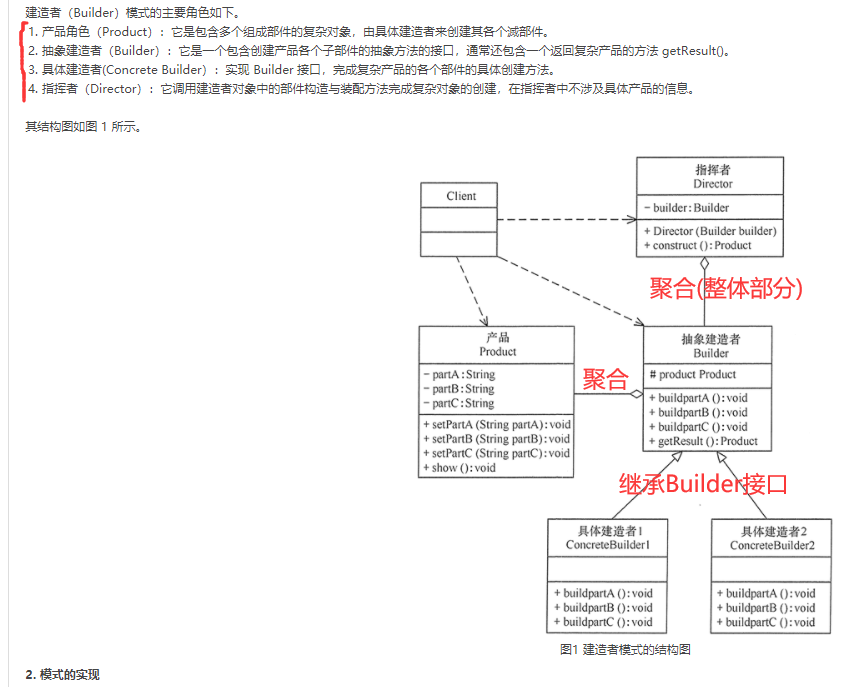 建造者（Builder）模式的主要角色如下。
1. 产品角色（Product）：它是包含多个组成部件的复杂对象，由具体建造者来创建其各个滅部件。
2. 抽象建造者（Builder）：它是一个包含创建产品各个子部件的抽象方法的接口，通常还包含一个返回复杂产品的方法 getResult()。
3. 具体建造者(Concrete Builder）：实现 Builder 接口，完成复杂产品的各个部件的具体创建方法。
4. 指挥者（Director）：它调用建造者对象中的部件构造与装配方法完成复杂对象的创建，在指挥者中不涉及具体产品的信息。
其结构图如图 1 所示。
Client
指挥者
Director
- builder:Builder
+ Director (Builder builder)
+ construct ():Product
聚合(整体部分)
产品
Product
- partA:String
- partB:String
- partC:String
+ setPartA (String partA):void
+ setPartB (String partB):void
+ setPartC (String partC):void
+ show ():void
聚合
抽象建造者
Builder
# product Product
+ buildpartA ():void
+ buildpartB ():void
+ buildpartC ():void
+ getResult ():Product
继承Builder接口
具体建造者1
ConcreteBuilder1
+ buildpartA ():void
+ buildpartB ():void
+ buildpartC ():void
具体建造者2
ConcreteBuilder2
+ buildpartA ():void
+ buildpartB ():void
+ buildpartC ():void
图1 建造者模式的结构图
2. 模式的实现